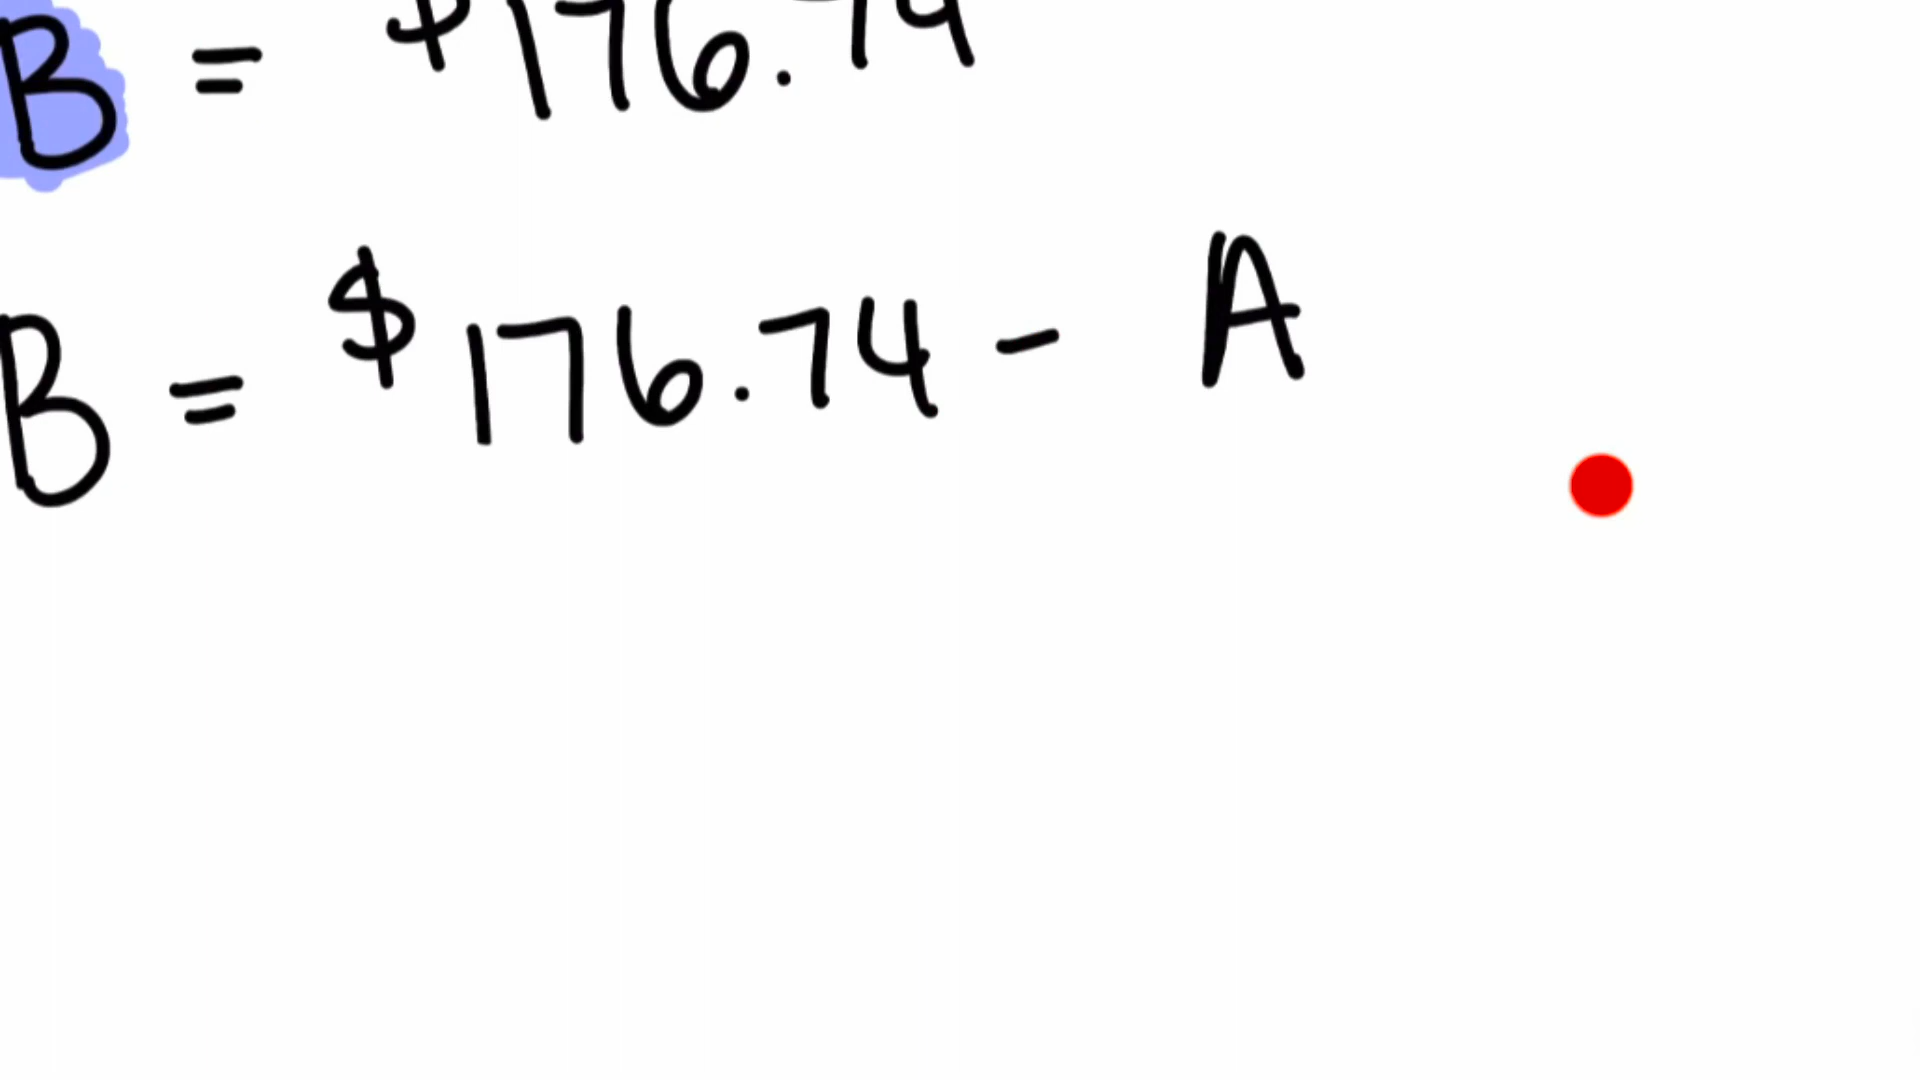 B = $176.74
B = $176.74 - A